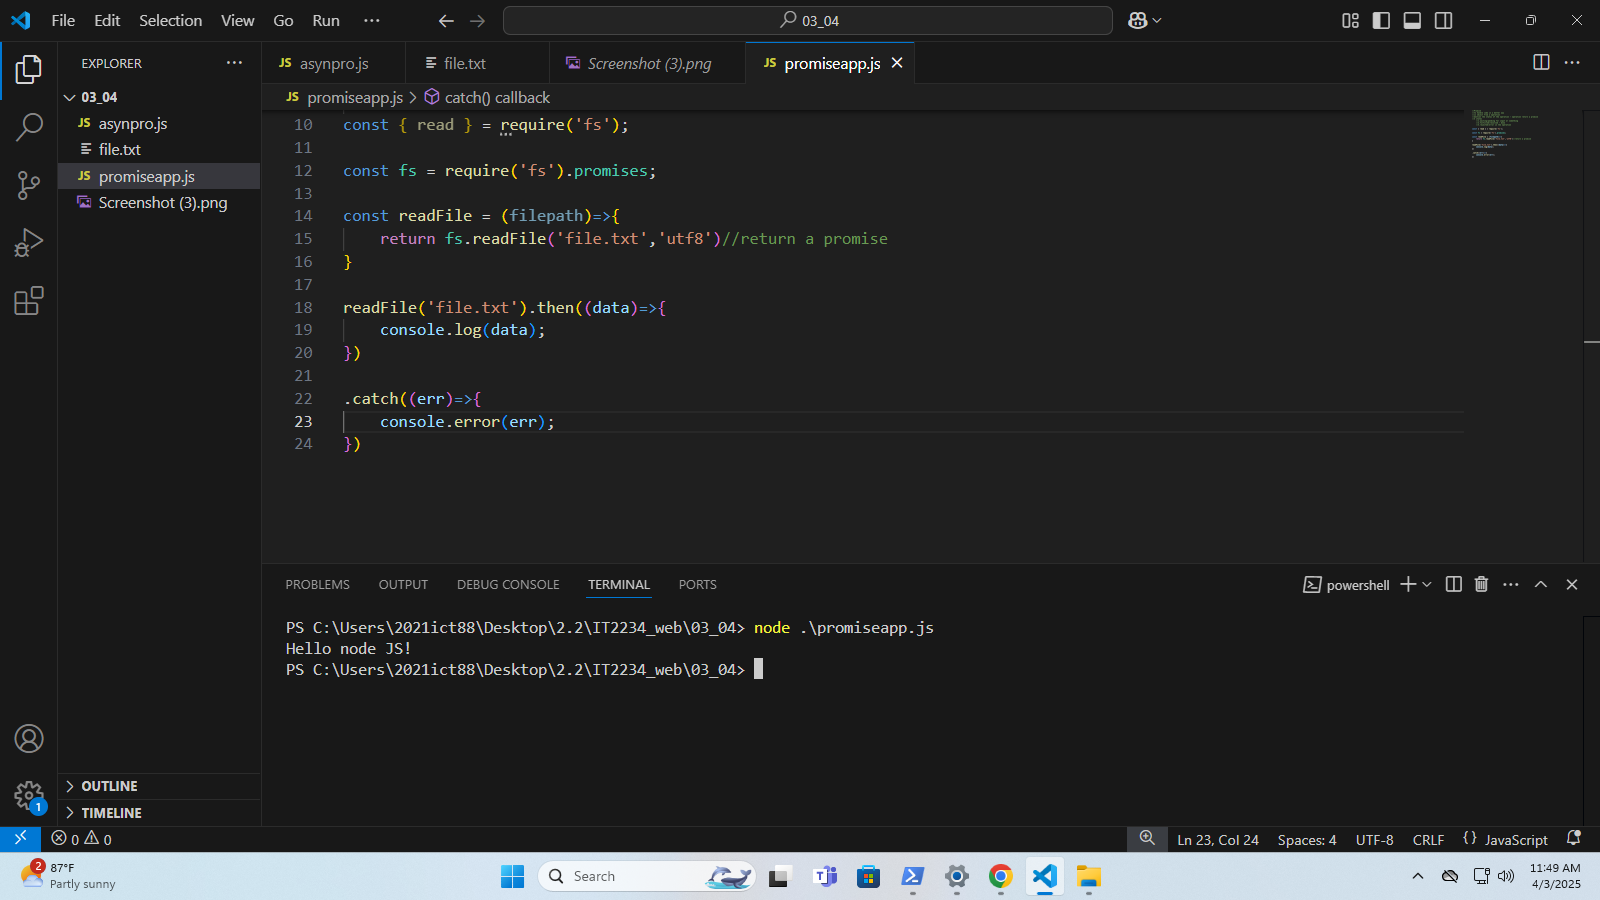 File Edit Selection View Go Run ···
03_04
EXPLORER ···
03_04
JS asynpro.js
file.txt
JS promiseapp.js
Screenshot (3).png
OUTLINE
TIMELINE
1
JS asynpro.js
file.txt
Screenshot (3).png
JS promiseapp.js
JS promiseapp.js > catch() callback
10 const { read } = require('fs');
11
12 const fs = require('fs').promises;
13
14 const readFile = (filepath)=>{
15 return fs.readFile('file.txt','utf8')//return a promise
16 }
17
18 readFile('file.txt').then((data)=>{
19 console.log(data);
20 })
21
22 .catch((err)=>{
23 console.error(err);
24 })
PROBLEMS OUTPUT DEBUG CONSOLE TERMINAL PORTS
powershell
PS C:\Users\2021ict88\Desktop\2.2\IT2234_web\03_04> node .\promiseapp.js
Hello node JS!
PS C:\Users\2021ict88\Desktop\2.2\IT2234_web\03_04>
0 0
Ln 23, Col 24 Spaces: 4 UTF-8 CRLF {} JavaScript
2
87°F
Partly sunny
Search
11:49 AM
4/3/2025